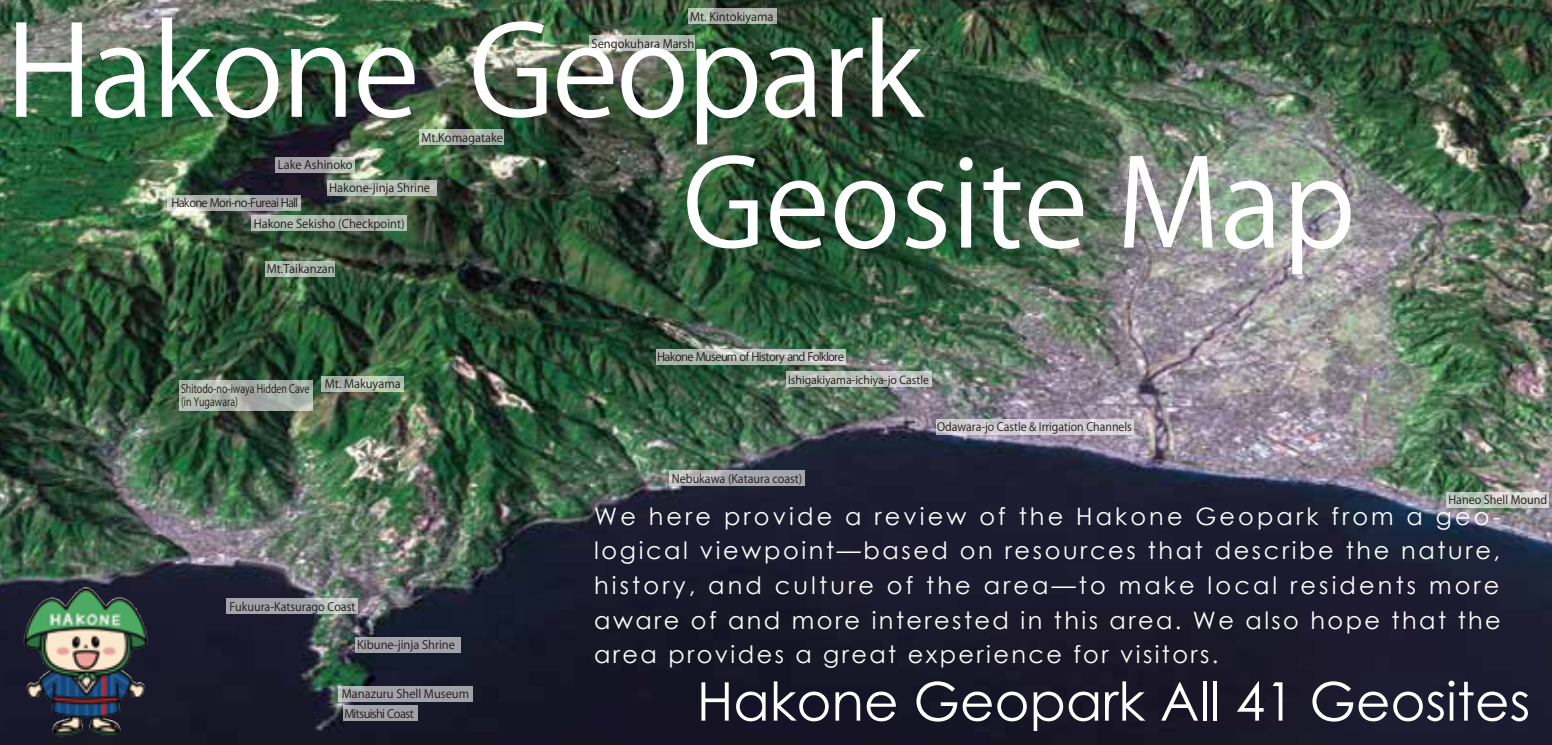 Hakone Geopark
Geosite Map
Mt. Kintokiyama
Sengokuhara Marsh
Mt.Komagatake
Lake Ashinoko
Hakone-jinja Shrine
Hakone Mori-no-Fureai Hall
Hakone Sekisho (Checkpoint)
Mt.Taikanzan
Hakone Museum of History and Folklore
Ishigakiyama-ichiya-jo Castle
Shitodo-no-iwaya Hidden Cave
(in Yugawara)
Mt. Makuyama
Odawara-jo Castle & Irrigation Channels
Nebukawa (Kataura coast)
Haneo Shell Mound
We here provide a review of the Hakone Geopark from a geo-
logical viewpoint—based on resources that describe the nature,
history, and culture of the area—to make local residents more
aware of and more interested in this area. We also hope that the
area provides a great experience for visitors.
HAKONE
Fukuura-Katsurago Coast
Kibune-jinja Shrine
Manazuru Shell Museum
Mitsuishi Coast
Hakone Geopark All 41 Geosites